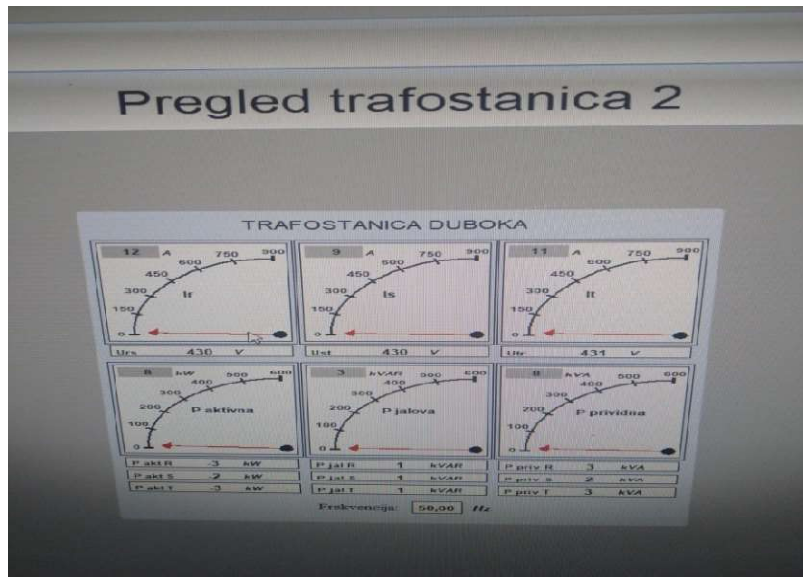 Pregled trafostanica 2
TRAFOSTANICA DUBOKA
12 A
0 150 300 450 600 750 900
Ir
9 A
0 150 300 450 600 750 900
Is
11 A
0 150 300 450 600 750 900
It
Urs 430 V
Ust 430 V
Utr 431 V
8 kW
0 100 200 300 400 500 600
P aktivna
3 kVAR
0 100 200 300 400 500 600
P jalova
kVA
0 100 200 300 400 500 600
P prividna
P akt R -3 kW
P jal R 1 kVAR
P priv R 3 kVA
P akt S -2 kW
P jal S 1 kVAR
P priv S 2 kVA
P akt T -3 kW
P jal T 1 kVAR
P priv T 3 kVA
Frekvencija: 50,00 Hz